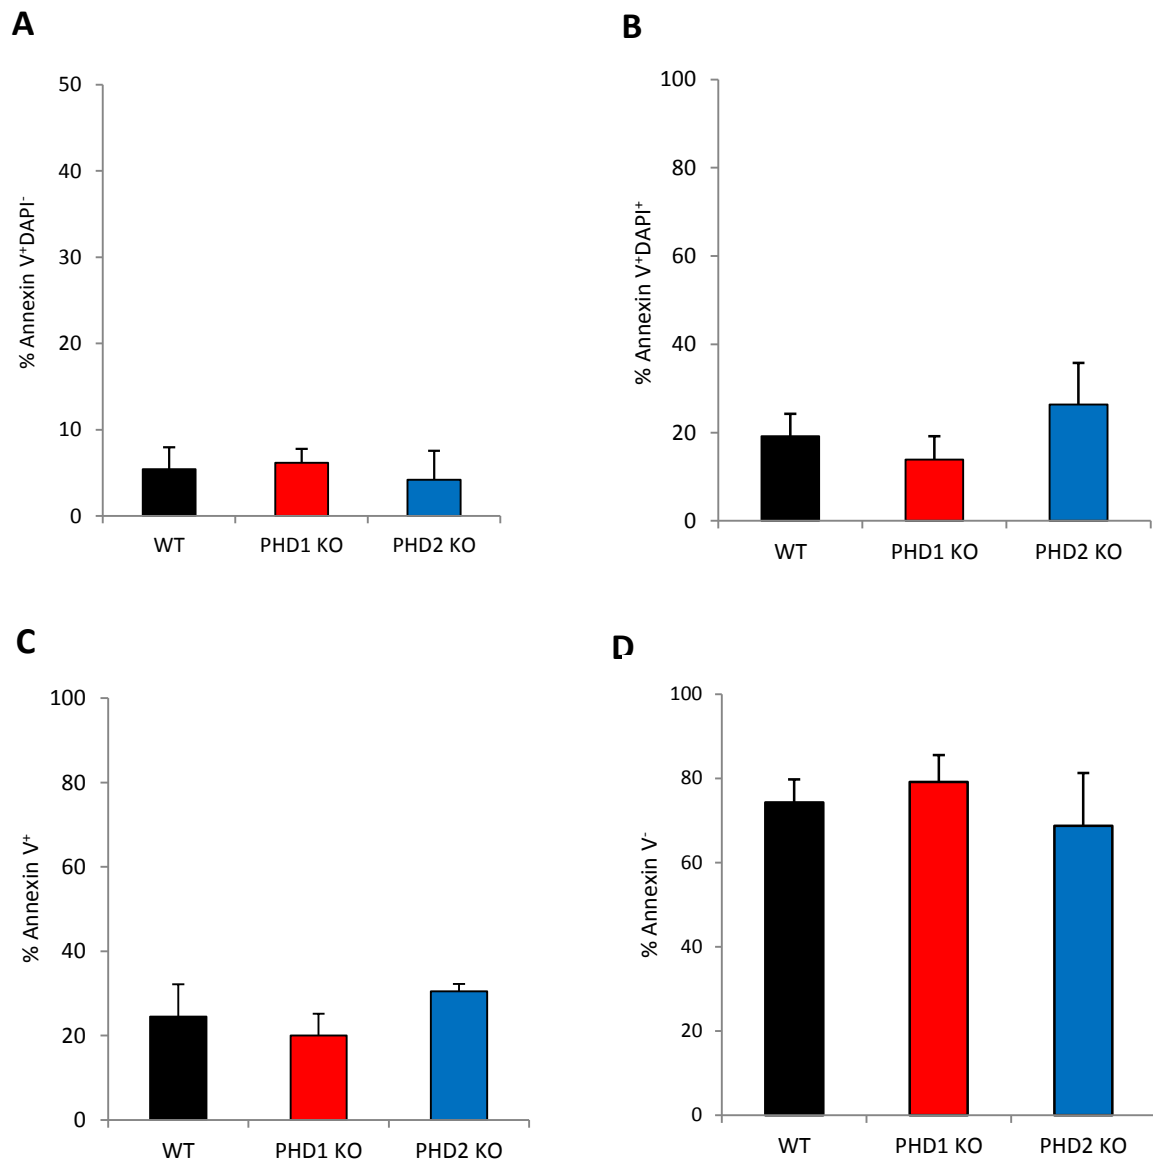 A
50
40
30
20
10
0
% Annexin V⁺DAPI⁻
WT
PHD1 KO
PHD2 KO
B
100
80
60
40
20
0
% Annexin V⁺DAPI⁺
WT
PHD1 KO
PHD2 KO
C
100
80
60
40
20
0
% Annexin V⁺
WT
PHD1 KO
PHD2 KO
D
100
80
60
40
20
0
% Annexin V⁻
WT
PHD1 KO
PHD2 KO